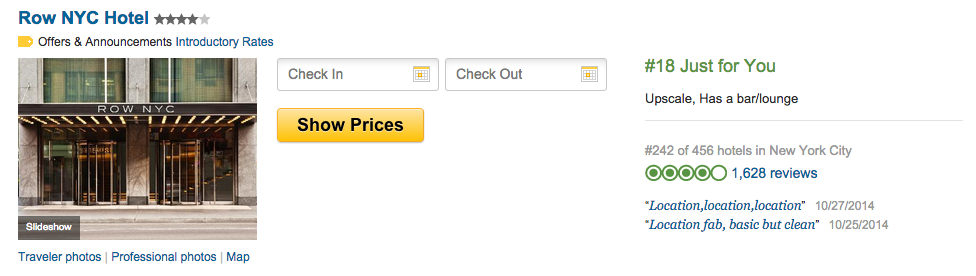 Row NYC Hotel
Offers & Announcements Introductory Rates
ROW NYC
Slideshow
Traveler photos | Professional photos | Map
Check In
Check Out
Show Prices
#18 Just for You
Upscale, Has a bar/lounge
#242 of 456 hotels in New York City
1,628 reviews
“Location,location,location” 10/27/2014
“Location fab, basic but clean” 10/25/2014